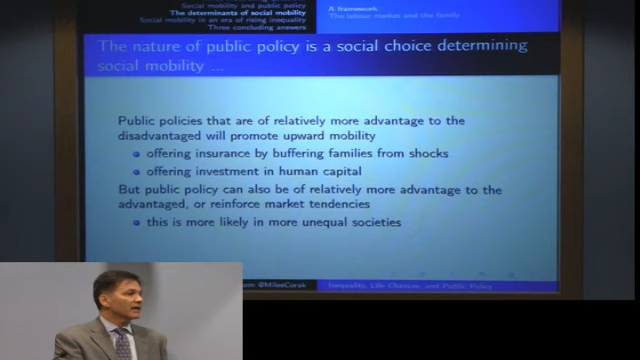 Social mobility and public policy
The determinants of social mobility
Social mobility in an era of rising inequality
Three concluding answers
A framework
The labour market and the family
The nature of public policy is a social choice determining
social mobility ...
Public policies that are of relatively more advantage to the
disadvantaged will promote upward mobility
offering insurance by buffering families from shocks
offering investment in human capital
But public policy can also be of relatively more advantage to the
advantaged, or reinforce market tendencies
this is more likely in more unequal societies
@MilesCorak
Inequality, Life Chances, and Public Policy